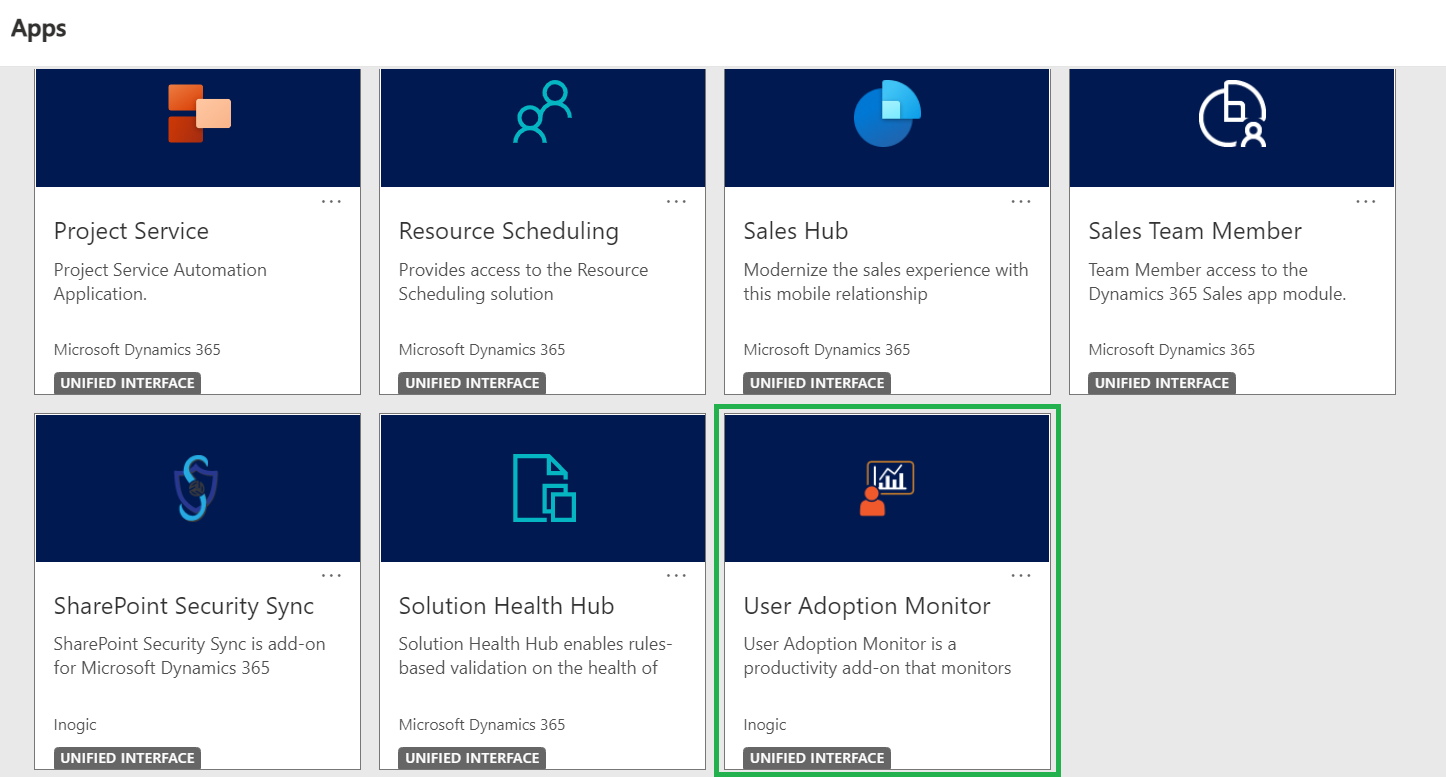 Apps
Project Service
Project Service Automation
Application.
Microsoft Dynamics 365
UNIFIED INTERFACE
Resource Scheduling
Provides access to the Resource
Scheduling solution
Microsoft Dynamics 365
UNIFIED INTERFACE
Sales Hub
Modernize the sales experience with
this mobile relationship
Microsoft Dynamics 365
UNIFIED INTERFACE
Sales Team Member
Team Member access to the
Dynamics 365 Sales app module.
Microsoft Dynamics 365
UNIFIED INTERFACE
SharePoint Security Sync
SharePoint Security Sync is add-on
for Microsoft Dynamics 365
Inogic
UNIFIED INTERFACE
Solution Health Hub
Solution Health Hub enables rules-
based validation on the health of
Microsoft Dynamics 365
UNIFIED INTERFACE
User Adoption Monitor
User Adoption Monitor is a
productivity add-on that monitors
Inogic
UNIFIED INTERFACE